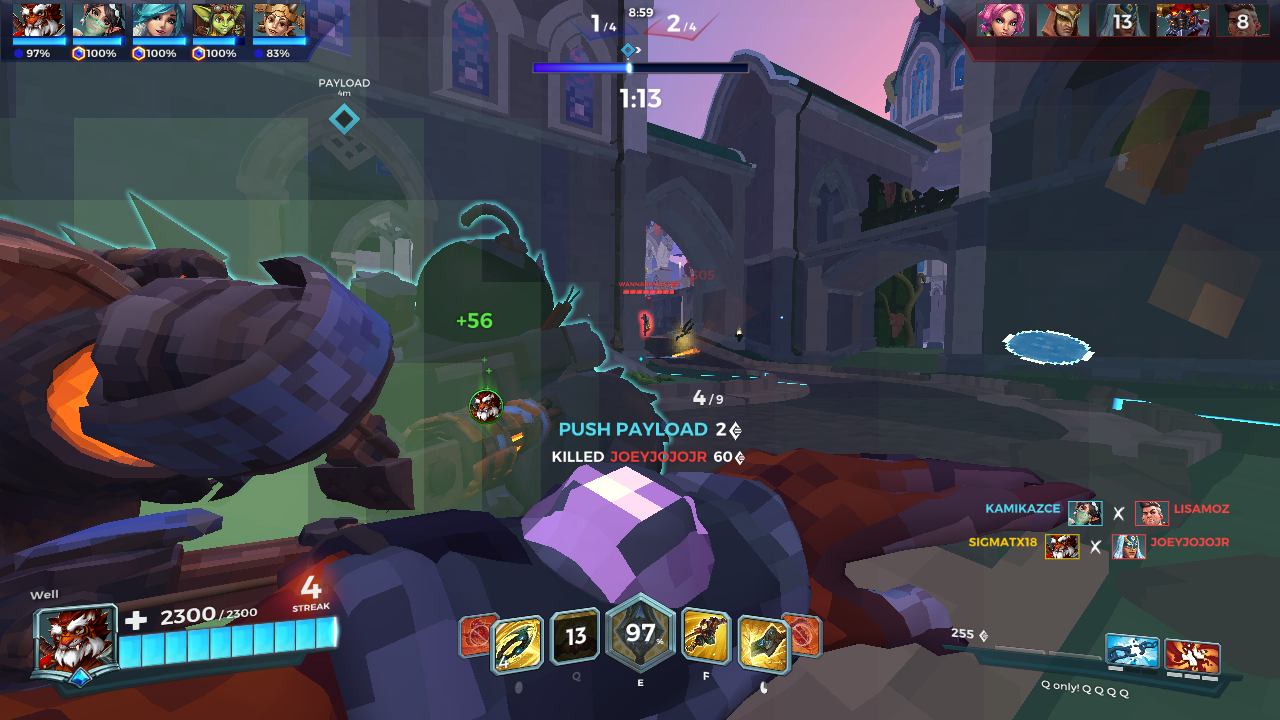 97% 100% 100% 100% 83%
1/4 8:59 2/4
13 8
PAYLOAD
4m
1:13
505
+56
4/9
PUSH PAYLOAD 2
KILLED JOEYJOJOJR 60
KAMIKAZCE X LISAMOZ
SIGMATX18 X JOEYJOJOJR
Well
2300/2300
4
STREAK
4
13
97%
Q E F
255
Q only! Q Q Q Q